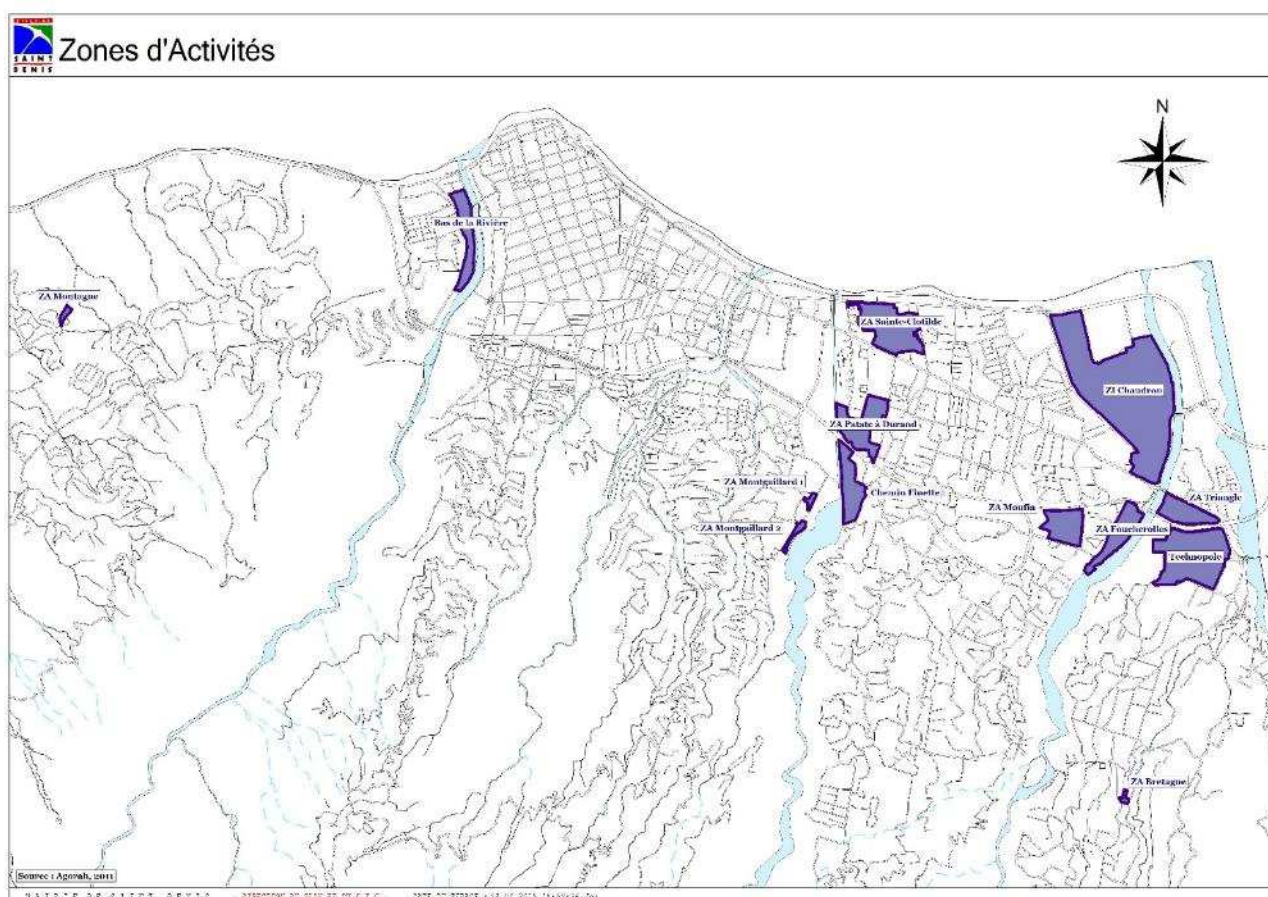 SAINT
DENIS
Zones d'Activités
N
Bas de la Rivière
ZA Montagne
ZA Sainte-Clotilde
ZI Chaudron
ZA Patate à Durand
ZA Montgaillard 1
Chemin Finette
ZA Triangle
ZA Moufia
ZA Montgaillard 2
ZA Foucherolles
Technopole
ZA Bretagne
Source : Agorah, 2011